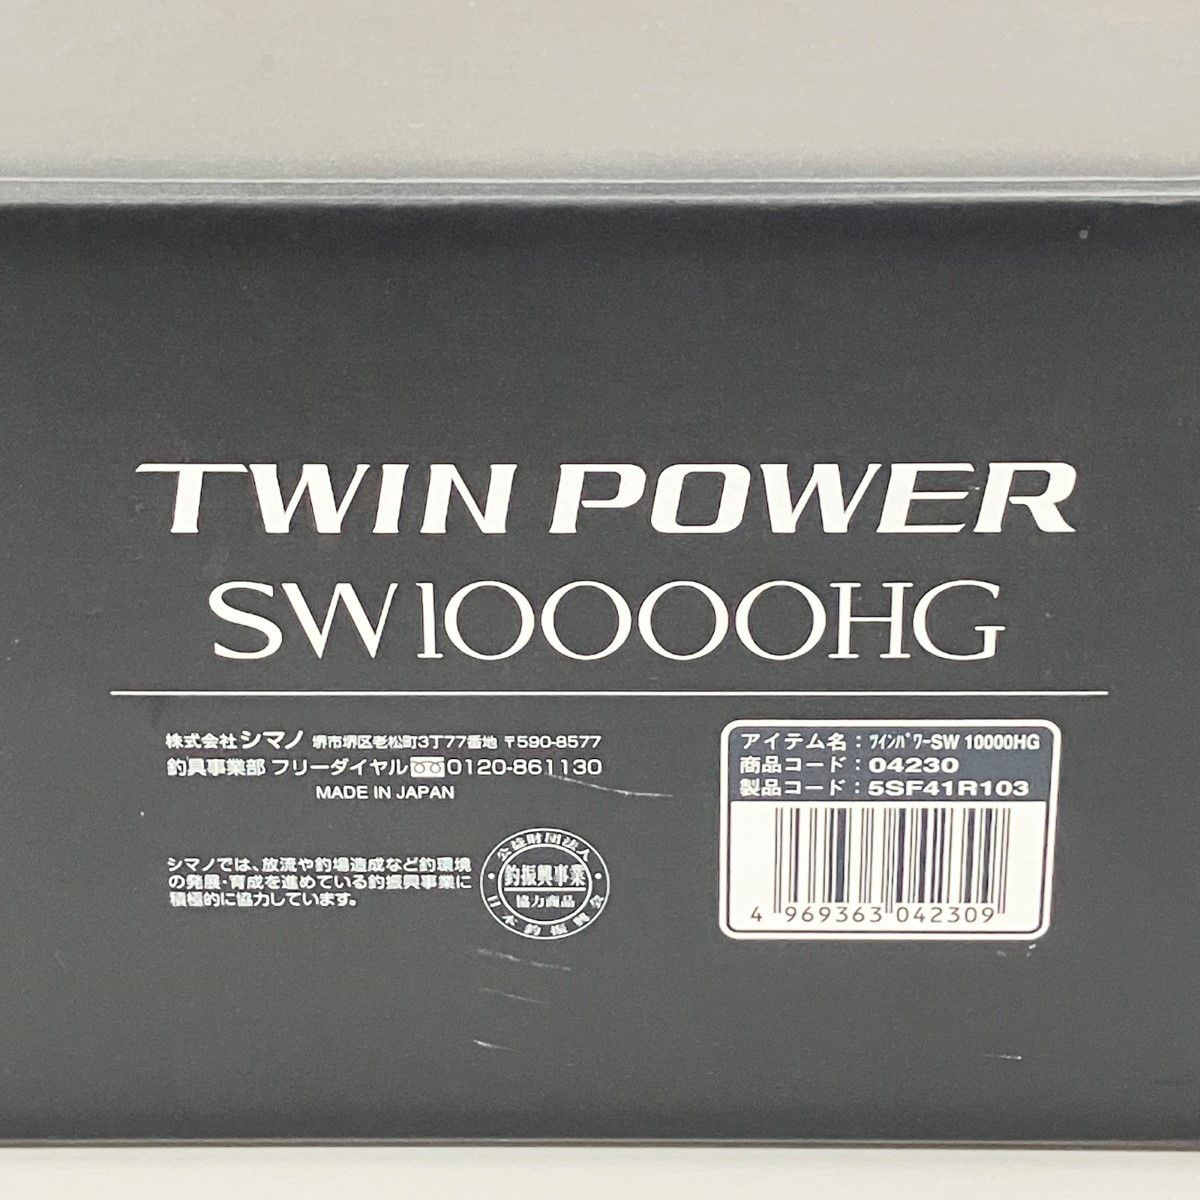 TWIN POWER
SW10000HG
株式会社シマノ 堺市堺区老松町3丁77番地 〒590-8577
釣具事業部 フリーダイヤル 0120-861130
MADE IN JAPAN
シマノでは、放流や釣場造成など釣環境
の発展・育成を進めている釣振興事業に
積極的に協力しています。
公益財団法人
釣振興事業
協力商品
日本釣振興会
アイテム名：ﾂｲﾝﾊﾟﾜｰSW 10000HG
商品コード：04230
製品コード：5SF41R103
4 969363 042309